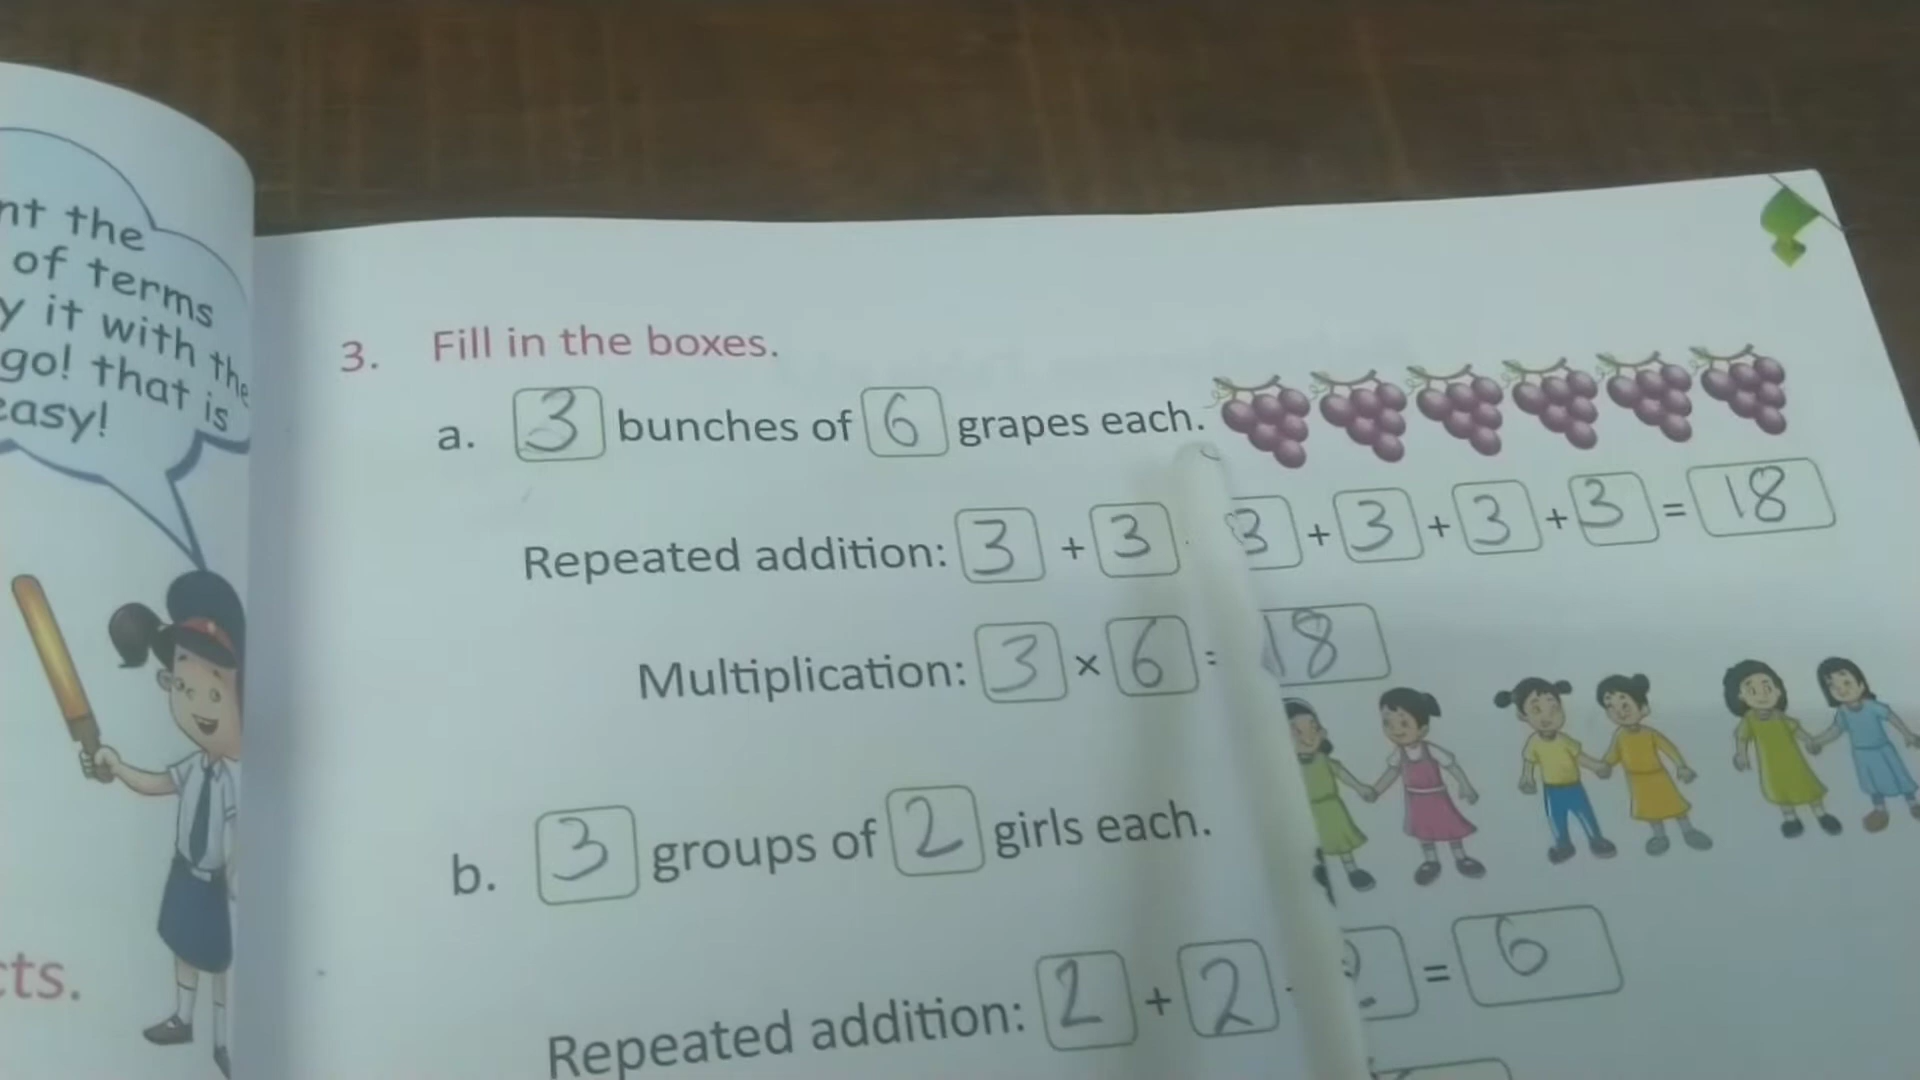 nt the
of terms
y it with the
go! that is
easy!
cts.
3. Fill in the boxes.
a. 3 bunches of 6 grapes each.
Repeated addition: 3 + 3 3 + 3 + 3 + 3 = 18
Multiplication: 3 × 6 = 18
b. 3 groups of 2 girls each.
Repeated addition: 2 + 2 2 = 6